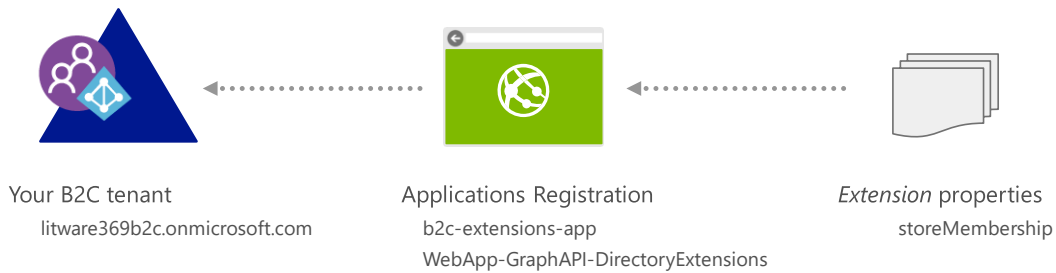 Your B2C tenant
litware369b2c.onmicrosoft.com
Applications Registration
b2c-extensions-app
WebApp-GraphAPI-DirectoryExtensions
Extension properties
storeMembership